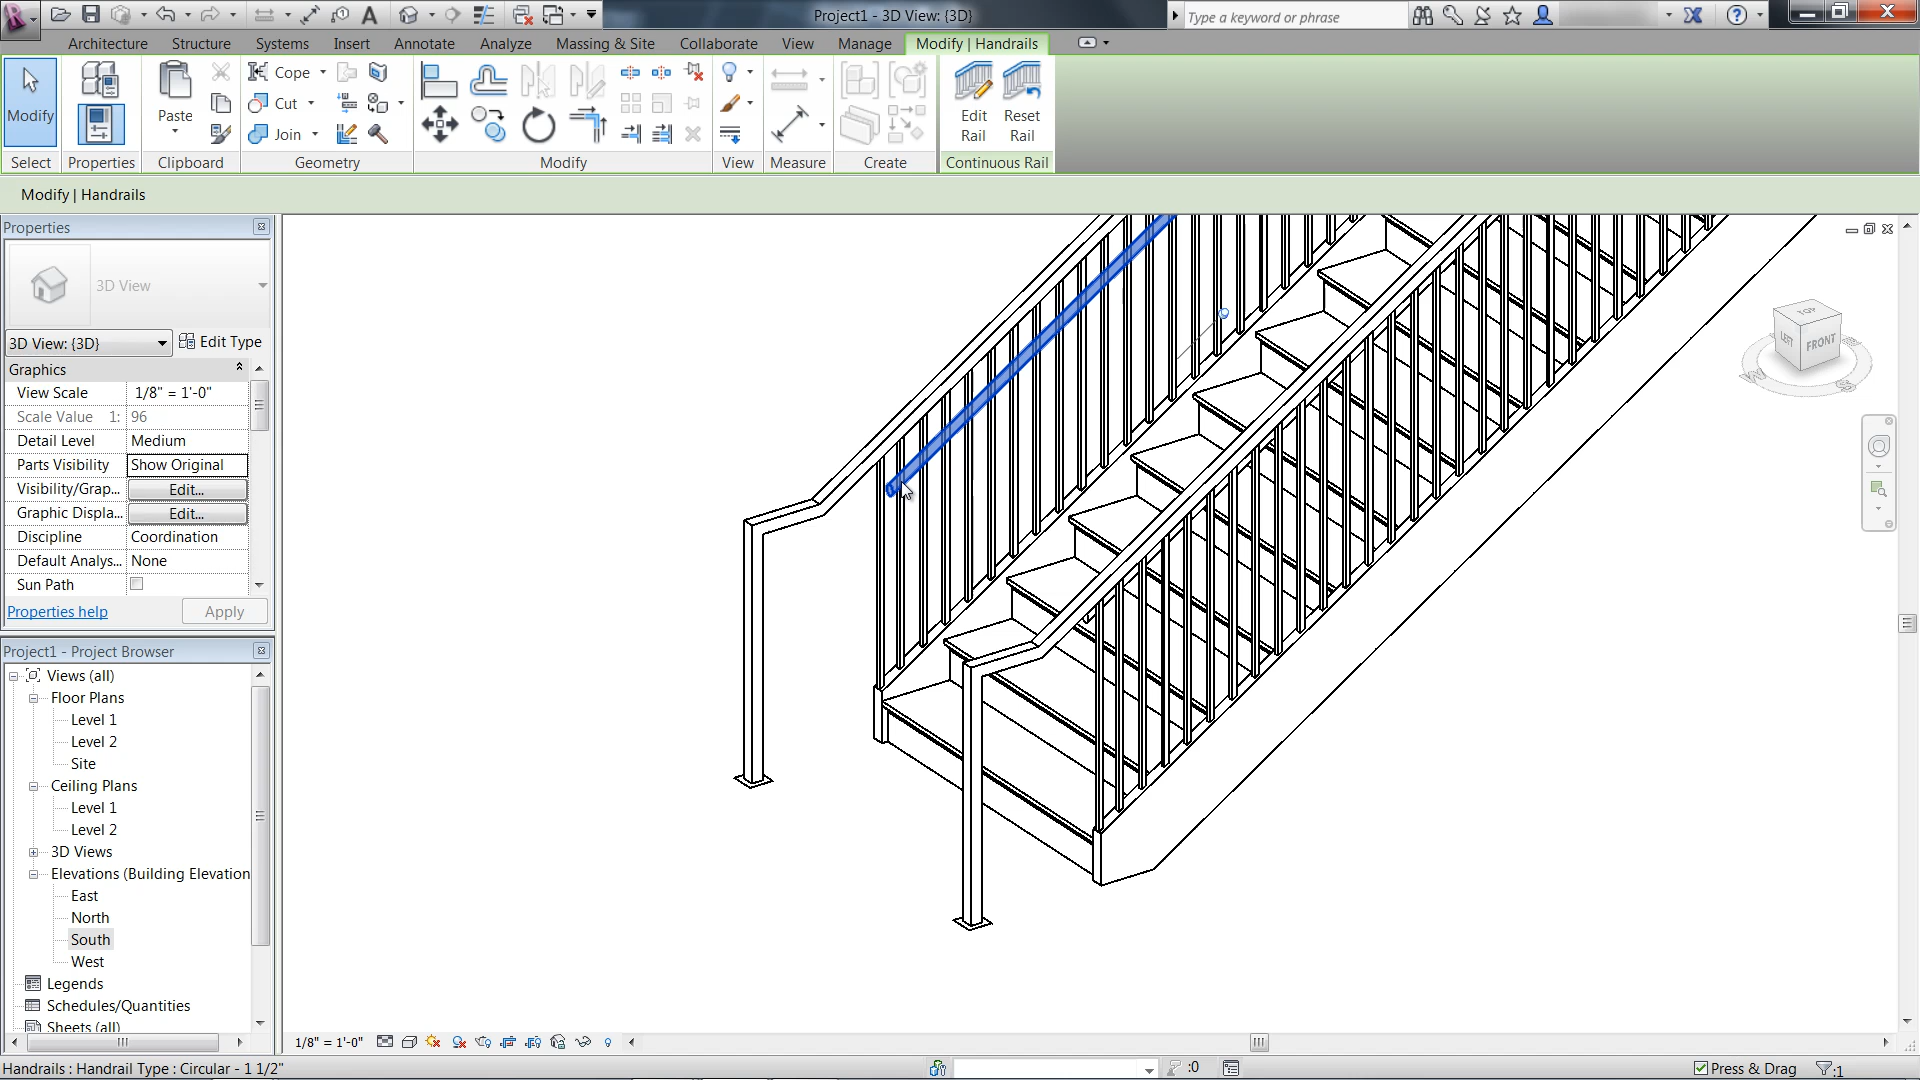 Project1 - 3D View: {3D}
Type a keyword or phrase
Architecture Structure Systems Insert Annotate Analyze Massing & Site Collaborate View Manage Modify | Handrails
Modify
Paste
Cope
Cut
Join
Edit Rail
Reset Rail
Select Properties Clipboard Geometry Modify View Measure Create Continuous Rail
Modify | Handrails
Properties
3D View
3D View: {3D} Edit Type
Graphics
View Scale 1/8" = 1'-0"
Scale Value 1: 96
Detail Level Medium
Parts Visibility Show Original
Visibility/Grap... Edit...
Graphic Displa... Edit...
Discipline Coordination
Default Analys... None
Sun Path
Properties help Apply
Project1 - Project Browser
Views (all)
Floor Plans
Level 1
Level 2
Site
Ceiling Plans
Level 1
Level 2
3D Views
Elevations (Building Elevation
East
North
South
West
Legends
Schedules/Quantities
Sheets (all)
TOP
LEFT FRONT
W S
1/8" = 1'-0"
Handrails : Handrail Type : Circular - 1 1/2"
:0
Press & Drag
:1